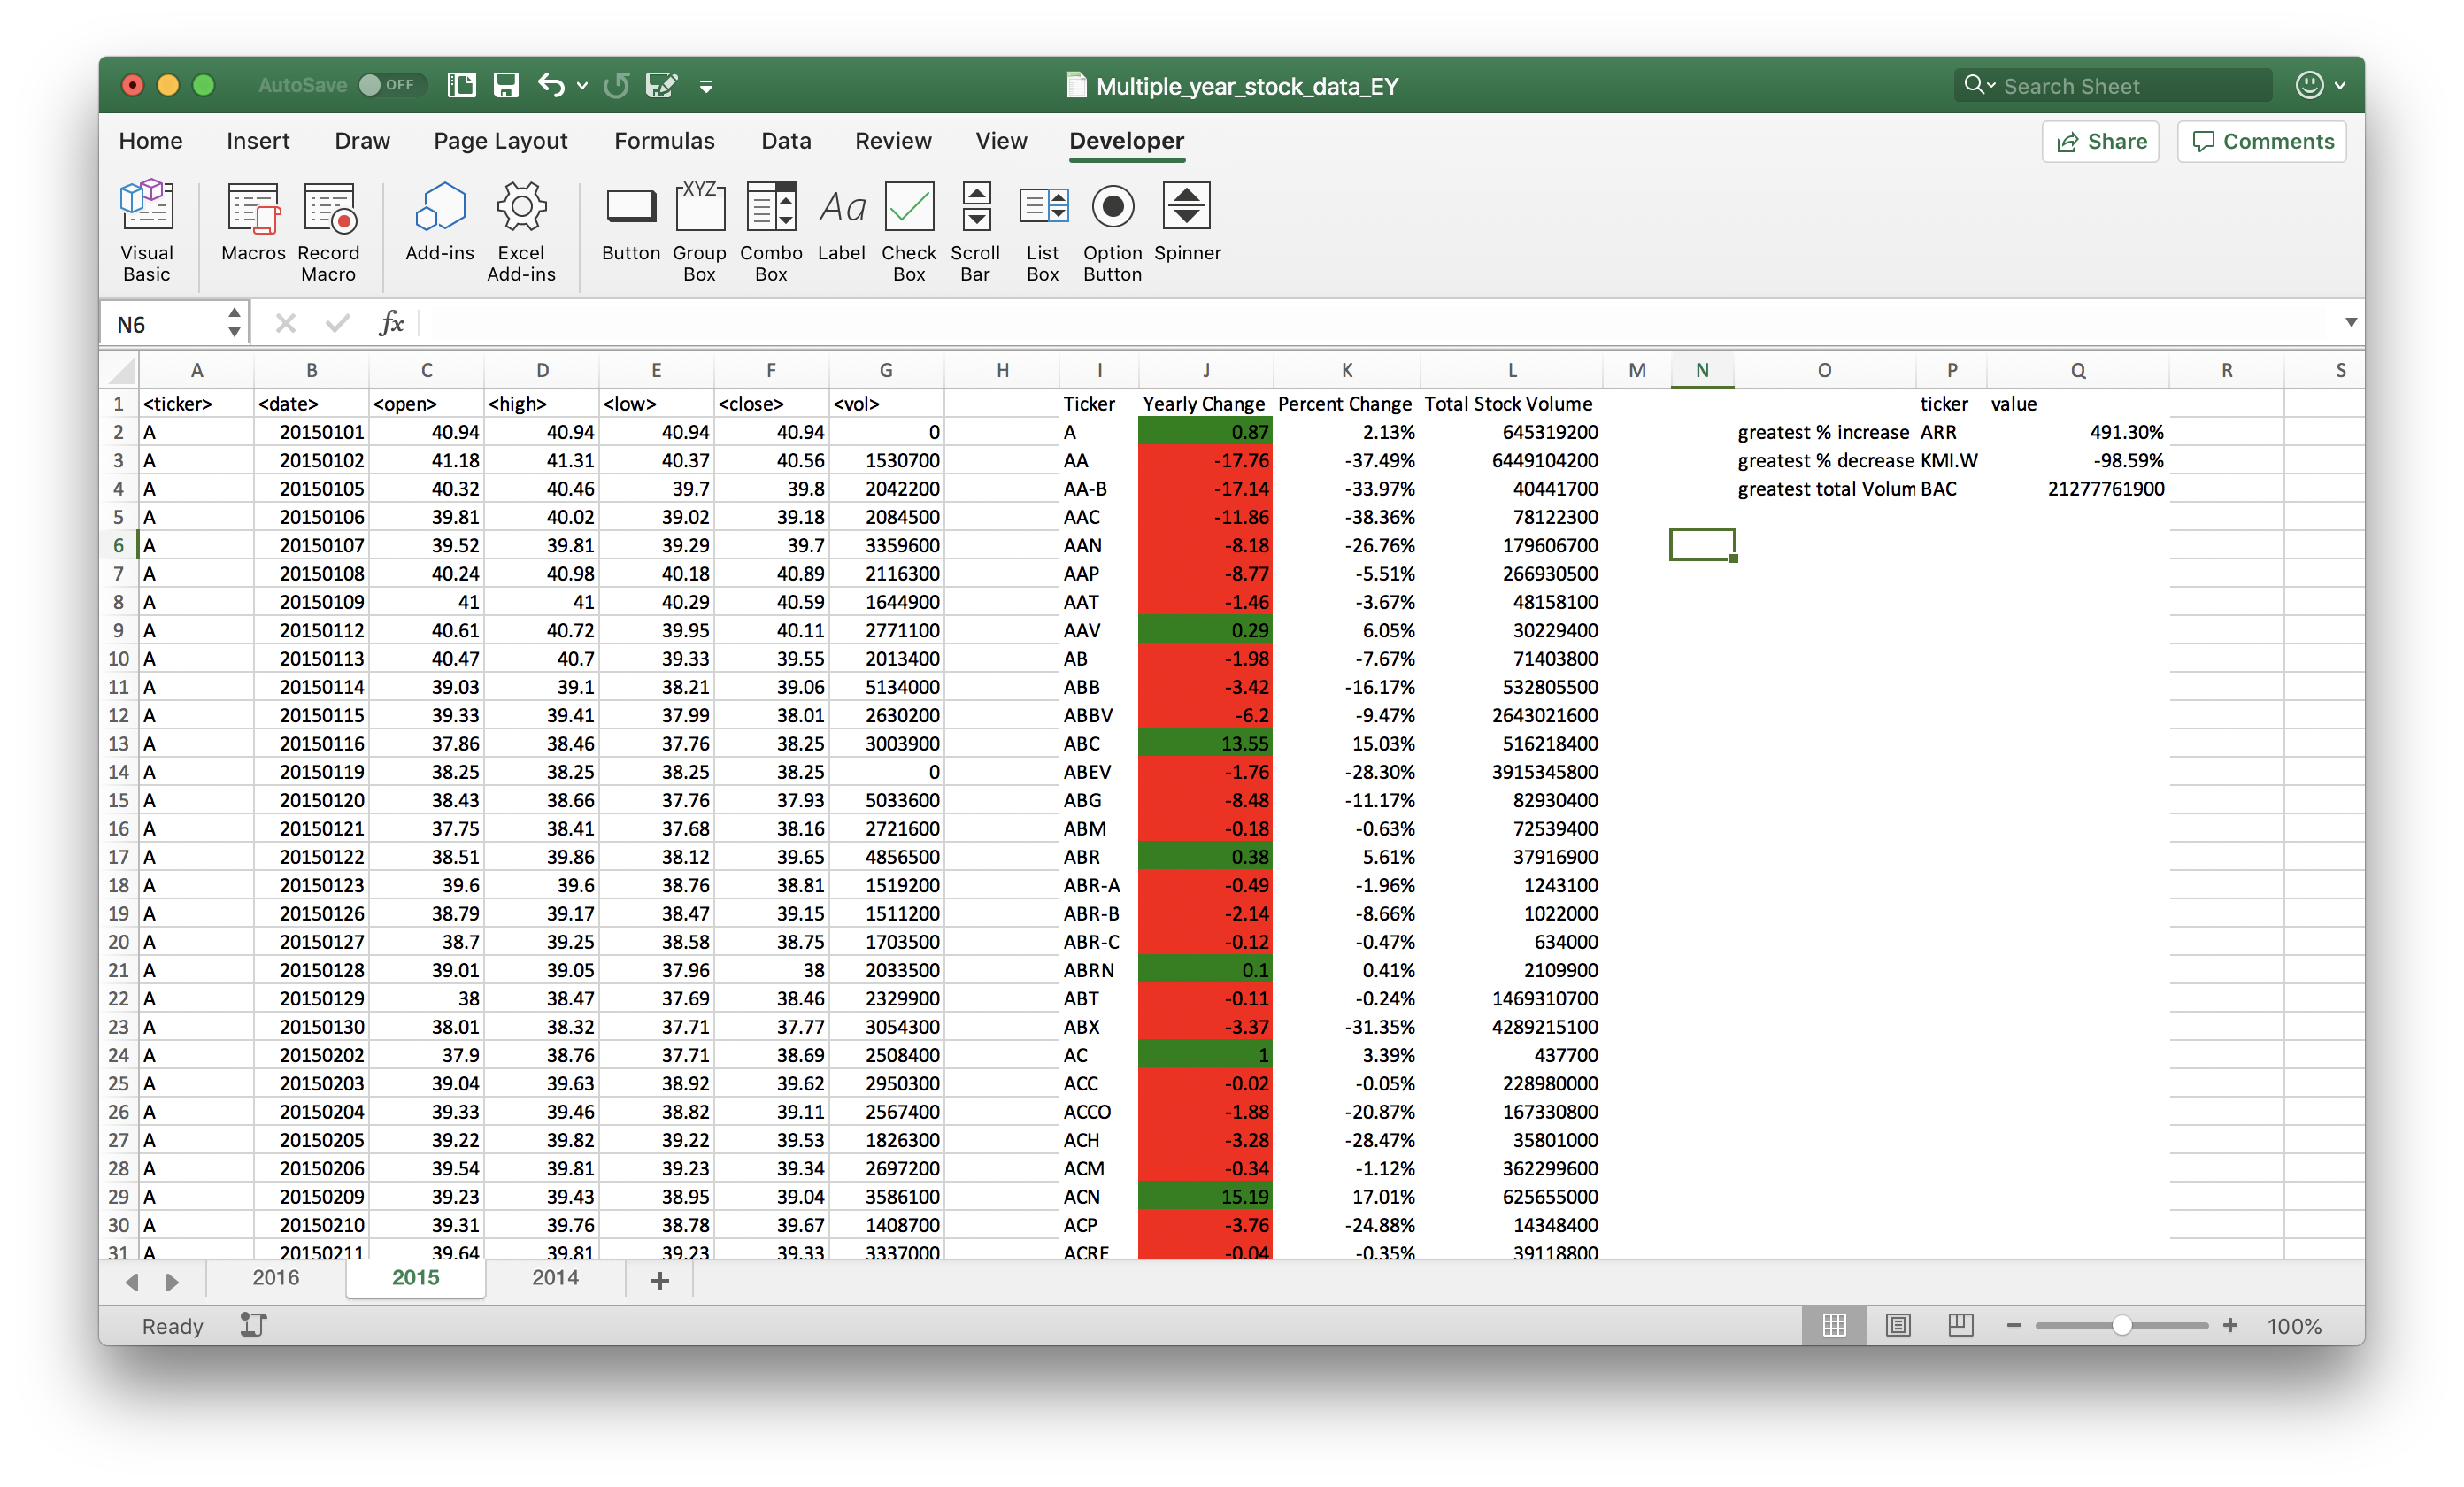 AutoSave OFF Multiple_year_stock_data_EY Search Sheet
Home Insert Draw Page Layout Formulas Data Review View Developer Share Comments
Visual Basic Macros Record Macro Add-ins Excel Add-ins Button Group Box Combo Box Label Check Box Scroll Bar List Box Option Button Spinner
XYZ Aa
N6 fx
A B C D E F G H I J K L M N O P Q R S
1 <ticker> <date> <open> <high> <low> <close> <vol> Ticker Yearly Change Percent Change Total Stock Volume ticker value
2 A 20150101 40.94 40.94 40.94 40.94 0 A 0.87 2.13% 645319200 greatest % increase ARR 491.30%
3 A 20150102 41.18 41.31 40.37 40.56 1530700 AA -17.76 -37.49% 6449104200 greatest % decrease KMI.W -98.59%
4 A 20150105 40.32 40.46 39.7 39.8 2042200 AA-B -17.14 -33.97% 40441700 greatest total Volum BAC 21277761900
5 A 20150106 39.81 40.02 39.02 39.18 2084500 AAC -11.86 -38.36% 78122300
6 A 20150107 39.52 39.81 39.29 39.7 3359600 AAN -8.18 -26.76% 179606700
7 A 20150108 40.24 40.98 40.18 40.89 2116300 AAP -8.77 -5.51% 266930500
8 A 20150109 41 41 40.29 40.59 1644900 AAT -1.46 -3.67% 48158100
9 A 20150112 40.61 40.72 39.95 40.11 2771100 AAV 0.29 6.05% 30229400
10 A 20150113 40.47 40.7 39.33 39.55 2013400 AB -1.98 -7.67% 71403800
11 A 20150114 39.03 39.1 38.21 39.06 5134000 ABB -3.42 -16.17% 532805500
12 A 20150115 39.33 39.41 37.99 38.01 2630200 ABBV -6.2 -9.47% 2643021600
13 A 20150116 37.86 38.46 37.76 38.25 3003900 ABC 13.55 15.03% 516218400
14 A 20150119 38.25 38.25 38.25 38.25 0 ABEV -1.76 -28.30% 3915345800
15 A 20150120 38.43 38.66 37.76 37.93 5033600 ABG -8.48 -11.17% 82930400
16 A 20150121 37.75 38.41 37.68 38.16 2721600 ABM -0.18 -0.63% 72539400
17 A 20150122 38.51 39.86 38.12 39.65 4856500 ABR 0.38 5.61% 37916900
18 A 20150123 39.6 39.6 38.76 38.81 1519200 ABR-A -0.49 -1.96% 1243100
19 A 20150126 38.79 39.17 38.47 39.15 1511200 ABR-B -2.14 -8.66% 1022000
20 A 20150127 38.7 39.25 38.58 38.75 1703500 ABR-C -0.12 -0.47% 634000
21 A 20150128 39.01 39.05 37.96 38 2033500 ABRN 0.1 0.41% 2109900
22 A 20150129 38 38.47 37.69 38.46 2329900 ABT -0.11 -0.24% 1469310700
23 A 20150130 38.01 38.32 37.71 37.77 3054300 ABX -3.37 -31.35% 4289215100
24 A 20150202 37.9 38.76 37.71 38.69 2508400 AC 1 3.39% 437700
25 A 20150203 39.04 39.63 38.92 39.62 2950300 ACC -0.02 -0.05% 228980000
26 A 20150204 39.33 39.46 38.82 39.11 2567400 ACCO -1.88 -20.87% 167330800
27 A 20150205 39.22 39.82 39.22 39.53 1826300 ACH -3.28 -28.47% 35801000
28 A 20150206 39.54 39.81 39.23 39.34 2697200 ACM -0.34 -1.12% 362299600
29 A 20150209 39.23 39.43 38.95 39.04 3586100 ACN 15.19 17.01% 625655000
30 A 20150210 39.31 39.76 38.78 39.67 1408700 ACP -3.76 -24.88% 14348400
31 A 20150211 39.64 39.81 39.23 39.33 3337000 ACRE -0.04 -0.35% 39118800
2016 2015 2014
Ready 100%